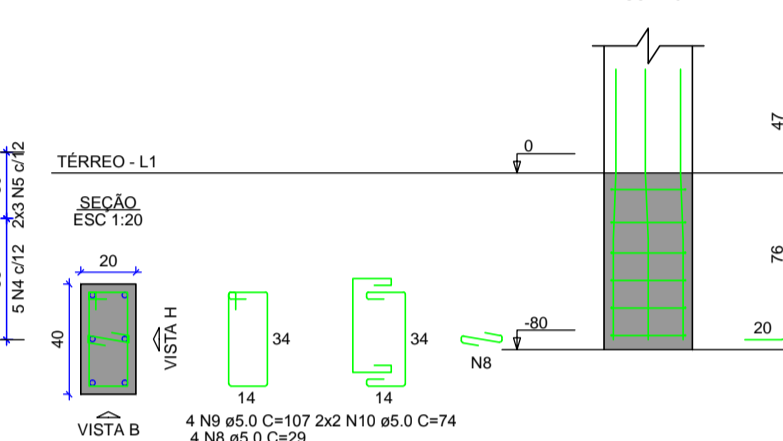 TÉRREO - L1
0
47
SEÇÃO
ESC 1:20
2x3 N5 c/12
5 N4 c/12
20
40
VISTA H
VISTA B
34
14
34
14
N8
-80
76
20
4 N9 ø5.0 C=107 2x2 N10 ø5.0 C=74
4 N8 ø5.0 C=29